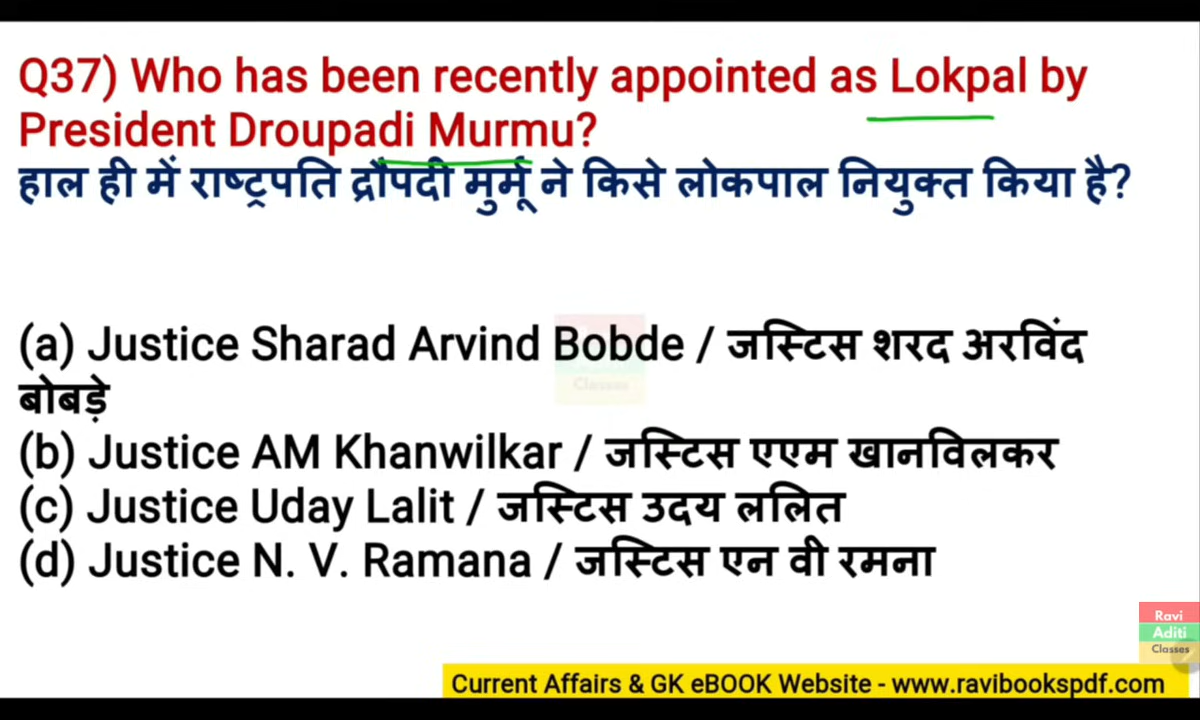 Q37) Who has been recently appointed as Lokpal by
President Droupadi Murmu?
हाल ही में राष्ट्रपति द्रौपदी मुर्मू ने किसे लोकपाल नियुक्त किया है?
(a) Justice Sharad Arvind Bobde / जस्टिस शरद अरविंद
बोबड़े
(b) Justice AM Khanwilkar / जस्टिस एएम खानविलकर
(c) Justice Uday Lalit / जस्टिस उदय ललित
(d) Justice N. V. Ramana / जस्टिस एन वी रमना
Classes
Ravi
Aditi
Classes
Current Affairs & GK eBOOK Website - www.ravibookspdf.com